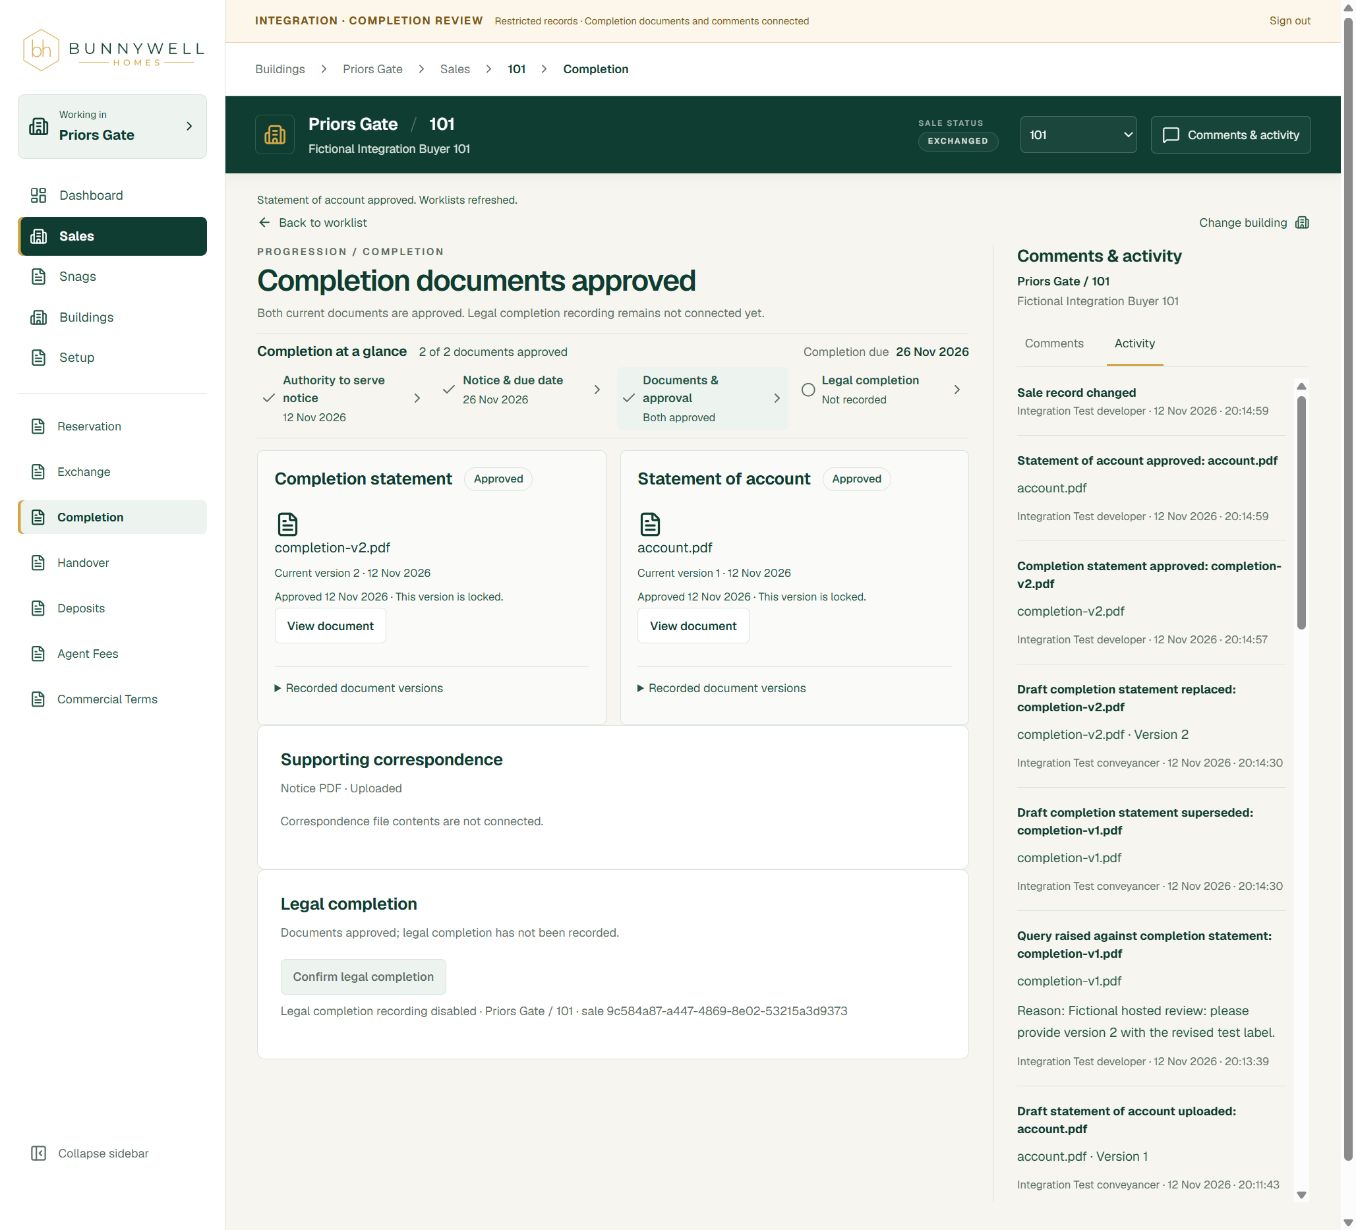 bh BUNNYWELL
HOMES
Working in
Priors Gate
Dashboard
Sales
Snags
Buildings
Setup
Reservation
Exchange
Completion
Handover
Deposits
Agent Fees
Commercial Terms
Collapse sidebar
INTEGRATION · COMPLETION REVIEW Restricted records · Completion documents and comments connected
Sign out
Buildings > Priors Gate > Sales > 101 > Completion
Priors Gate / 101
Fictional Integration Buyer 101
SALE STATUS
EXCHANGED
101
Comments & activity
Statement of account approved. Worklists refreshed.
Back to worklist
Change building
PROGRESSION / COMPLETION
Completion documents approved
Both current documents are approved. Legal completion recording remains not connected yet.
Completion at a glance 2 of 2 documents approved
Completion due 26 Nov 2026
Authority to serve
notice
12 Nov 2026
Notice & due date
26 Nov 2026
Documents &
approval
Both approved
Legal completion
Not recorded
Completion statement Approved
completion-v2.pdf
Current version 2 · 12 Nov 2026
Approved 12 Nov 2026 · This version is locked.
View document
Recorded document versions
Statement of account Approved
account.pdf
Current version 1 · 12 Nov 2026
Approved 12 Nov 2026 · This version is locked.
View document
Recorded document versions
Supporting correspondence
Notice PDF · Uploaded
Correspondence file contents are not connected.
Legal completion
Documents approved; legal completion has not been recorded.
Confirm legal completion
Legal completion recording disabled · Priors Gate / 101 · sale 9c584a87-a447-4869-8e02-53215a3d9373
Comments & activity
Priors Gate / 101
Fictional Integration Buyer 101
Comments Activity
Sale record changed
Integration Test developer · 12 Nov 2026 · 20:14:59
Statement of account approved: account.pdf
account.pdf
Integration Test developer · 12 Nov 2026 · 20:14:59
Completion statement approved: completion-
v2.pdf
completion-v2.pdf
Integration Test developer · 12 Nov 2026 · 20:14:57
Draft completion statement replaced:
completion-v2.pdf
completion-v2.pdf · Version 2
Integration Test conveyancer · 12 Nov 2026 · 20:14:30
Draft completion statement superseded:
completion-v1.pdf
completion-v1.pdf
Integration Test conveyancer · 12 Nov 2026 · 20:14:30
Query raised against completion statement:
completion-v1.pdf
completion-v1.pdf
Reason: Fictional hosted review: please
provide version 2 with the revised test label.
Integration Test developer · 12 Nov 2026 · 20:13:39
Draft statement of account uploaded:
account.pdf
account.pdf · Version 1
Integration Test conveyancer · 12 Nov 2026 · 20:11:43